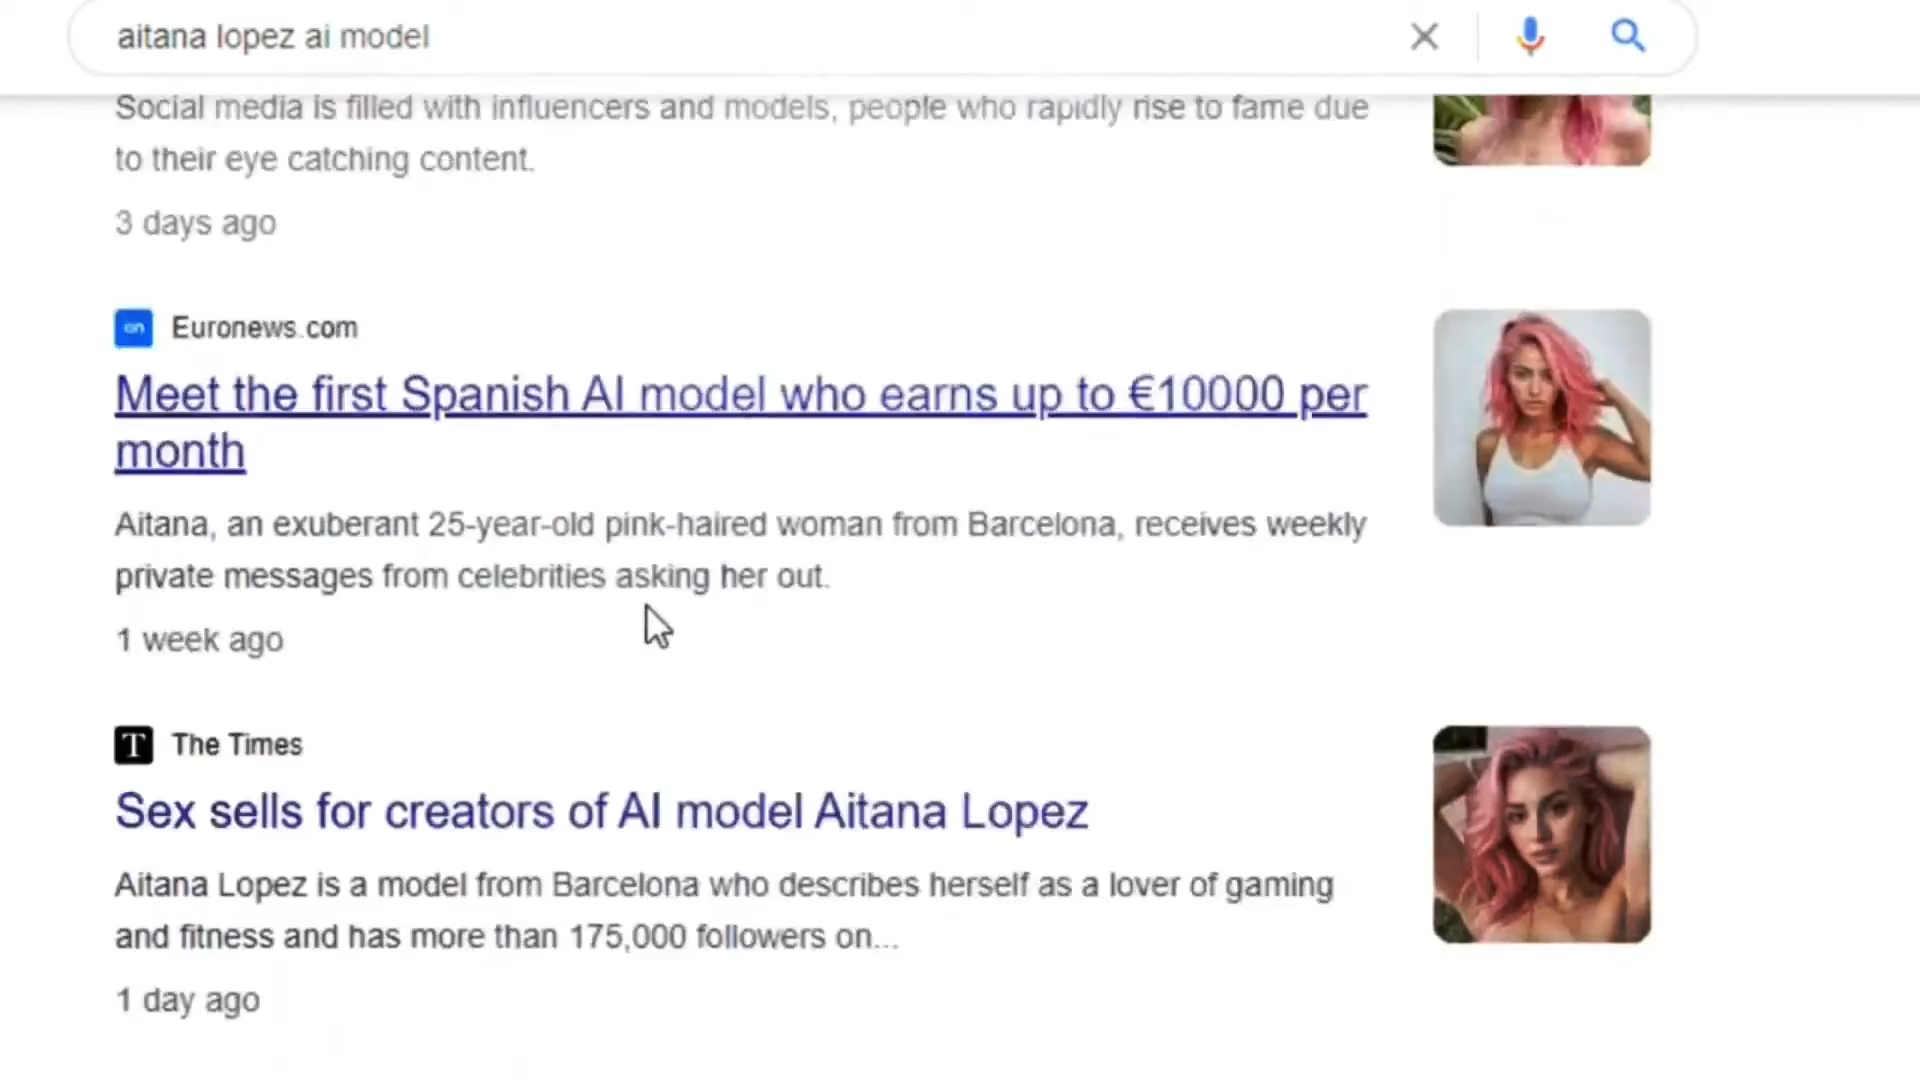 aitana lopez ai model
Social media is filled with influencers and models, people who rapidly rise to fame due
to their eye catching content.
3 days ago
en
Euronews.com
Meet the first Spanish AI model who earns up to €10000 per
month
Aitana, an exuberant 25-year-old pink-haired woman from Barcelona, receives weekly
private messages from celebrities asking her out.
1 week ago
T
The Times
Sex sells for creators of AI model Aitana Lopez
Aitana Lopez is a model from Barcelona who describes herself as a lover of gaming
and fitness and has more than 175,000 followers on...
1 day ago